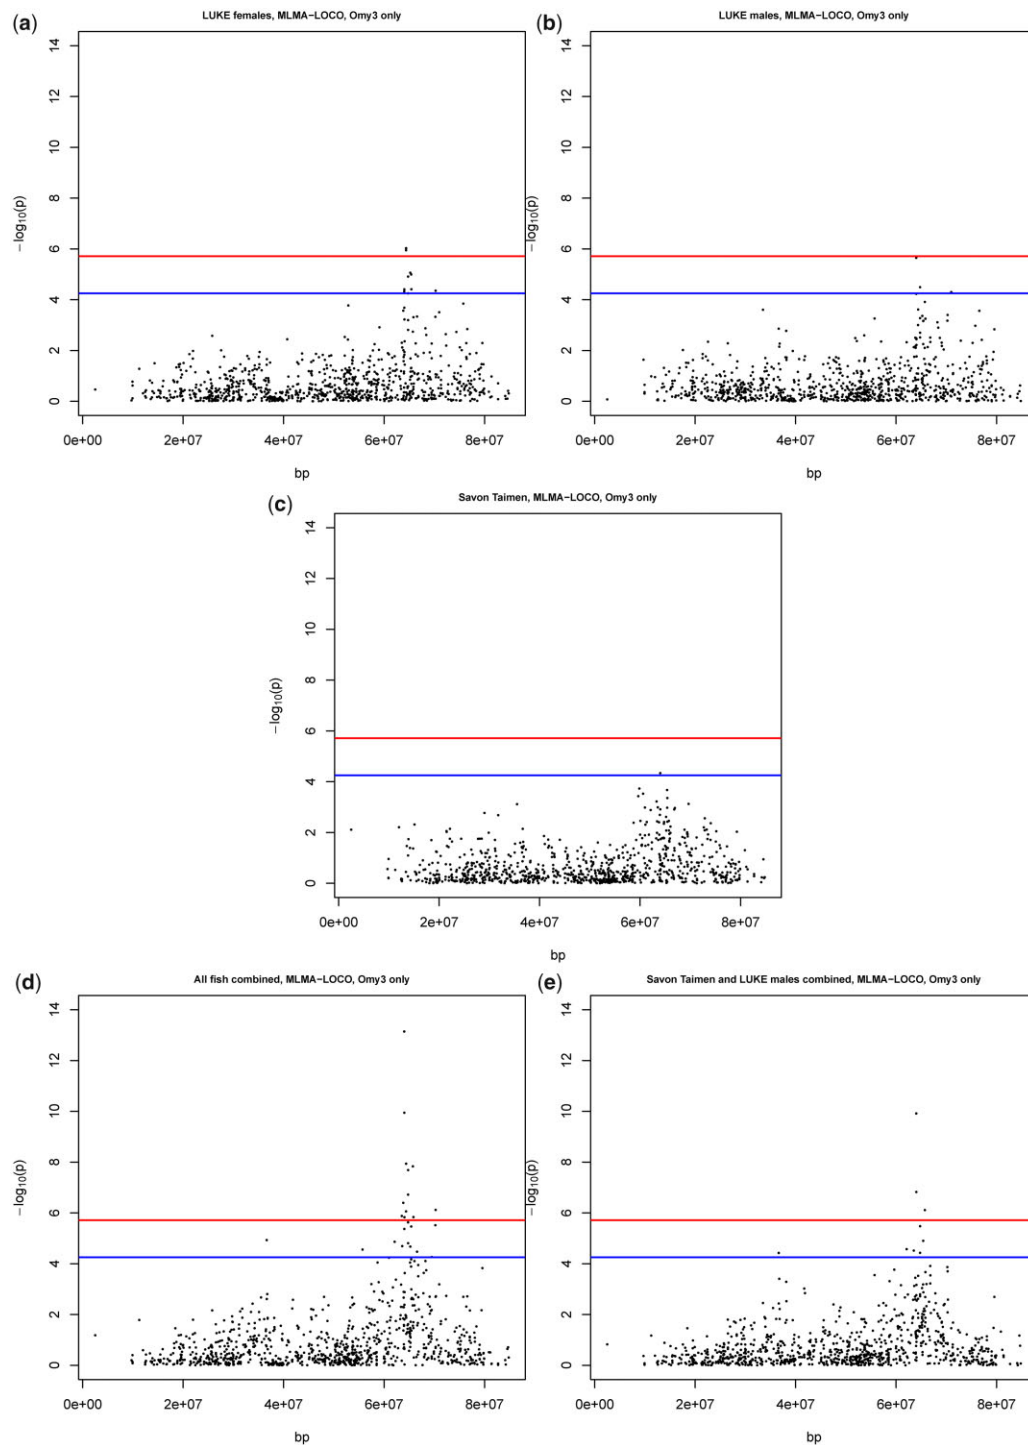 (a) LUKE females, MLMA−LOCO, Omy3 only
−log10(p)
14
12
10
8
6
4
2
0
0e+00 2e+07 4e+07 6e+07 8e+07
bp
(b) LUKE males, MLMA−LOCO, Omy3 only
−log10(p)
14
12
10
8
6
4
2
0
0e+00 2e+07 4e+07 6e+07 8e+07
bp
(c) Savon Taimen, MLMA−LOCO, Omy3 only
−log10(p)
14
12
10
8
6
4
2
0
0e+00 2e+07 4e+07 6e+07 8e+07
bp
(d) All fish combined, MLMA−LOCO, Omy3 only
−log10(p)
14
12
10
8
6
4
2
0
0e+00 2e+07 4e+07 6e+07 8e+07
bp
(e) Savon Taimen and LUKE males combined, MLMA−LOCO, Omy3 only
−log10(p)
14
12
10
8
6
4
2
0
0e+00 2e+07 4e+07 6e+07 8e+07
bp